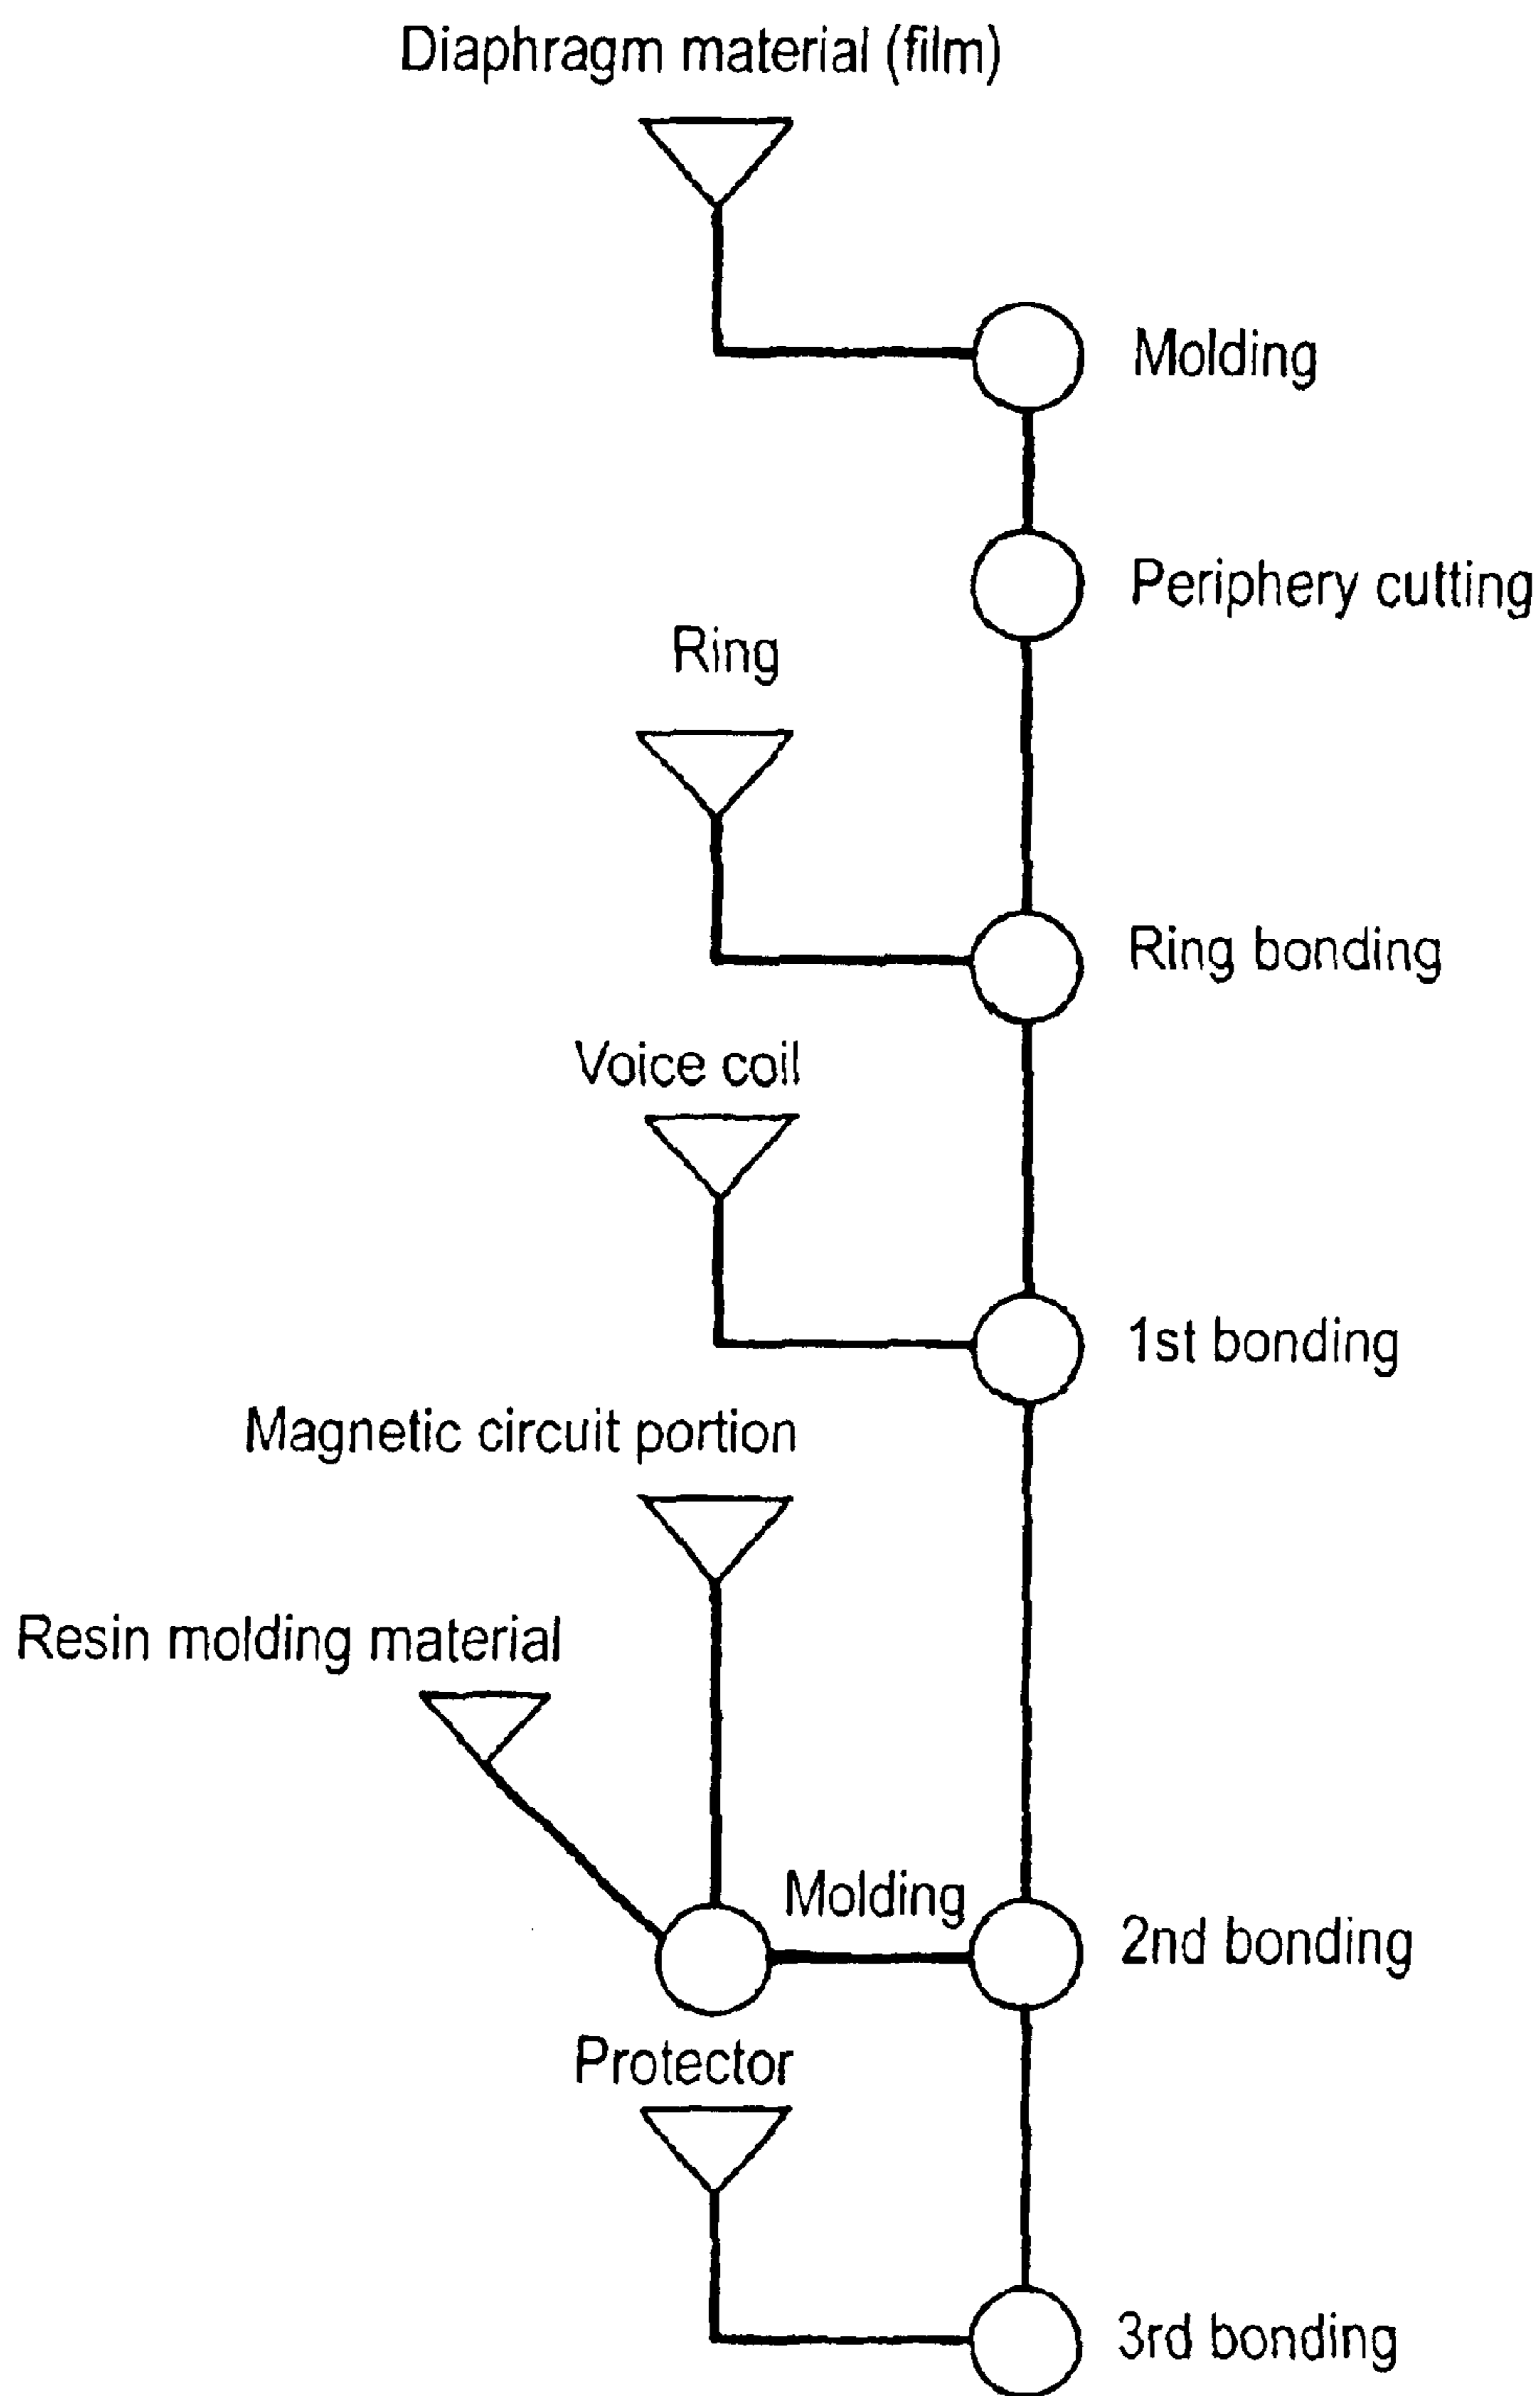 Diaphragm material (film)
Molding
Periphery cutting
Ring
Ring bonding
Voice coil
1st bonding
Magnetic circuit portion
Resin molding material
Molding
2nd bonding
Protector
3rd bonding